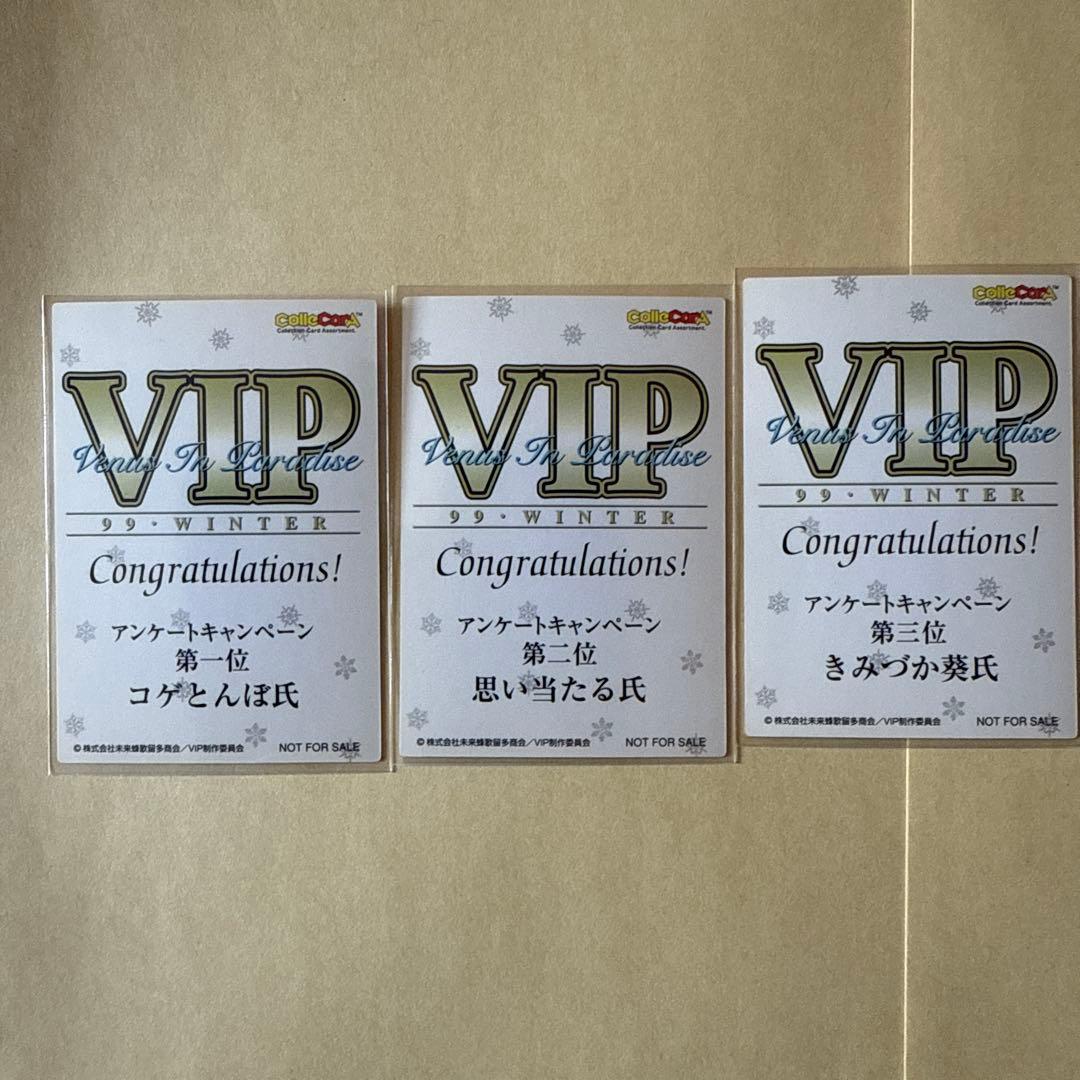 ColleCarA™
Collection Card Assortment.
VIP
Venus In Paradise
99・WINTER
Congratulations!
アンケートキャンペーン
第一位
コゲとんぼ氏
© 株式会社未来蜂歌留多商会／VIP制作委員会 NOT FOR SALE
ColleCarA™
Collection Card Assortment.
VIP
Venus In Paradise
99・WINTER
Congratulations!
アンケートキャンペーン
第二位
思い当たる氏
© 株式会社未来蜂歌留多商会／VIP制作委員会 NOT FOR SALE
ColleCarA™
Collection Card Assortment.
VIP
Venus In Paradise
99・WINTER
Congratulations!
アンケートキャンペーン
第三位
きみづか葵氏
© 株式会社未来蜂歌留多商会／VIP制作委員会 NOT FOR SALE